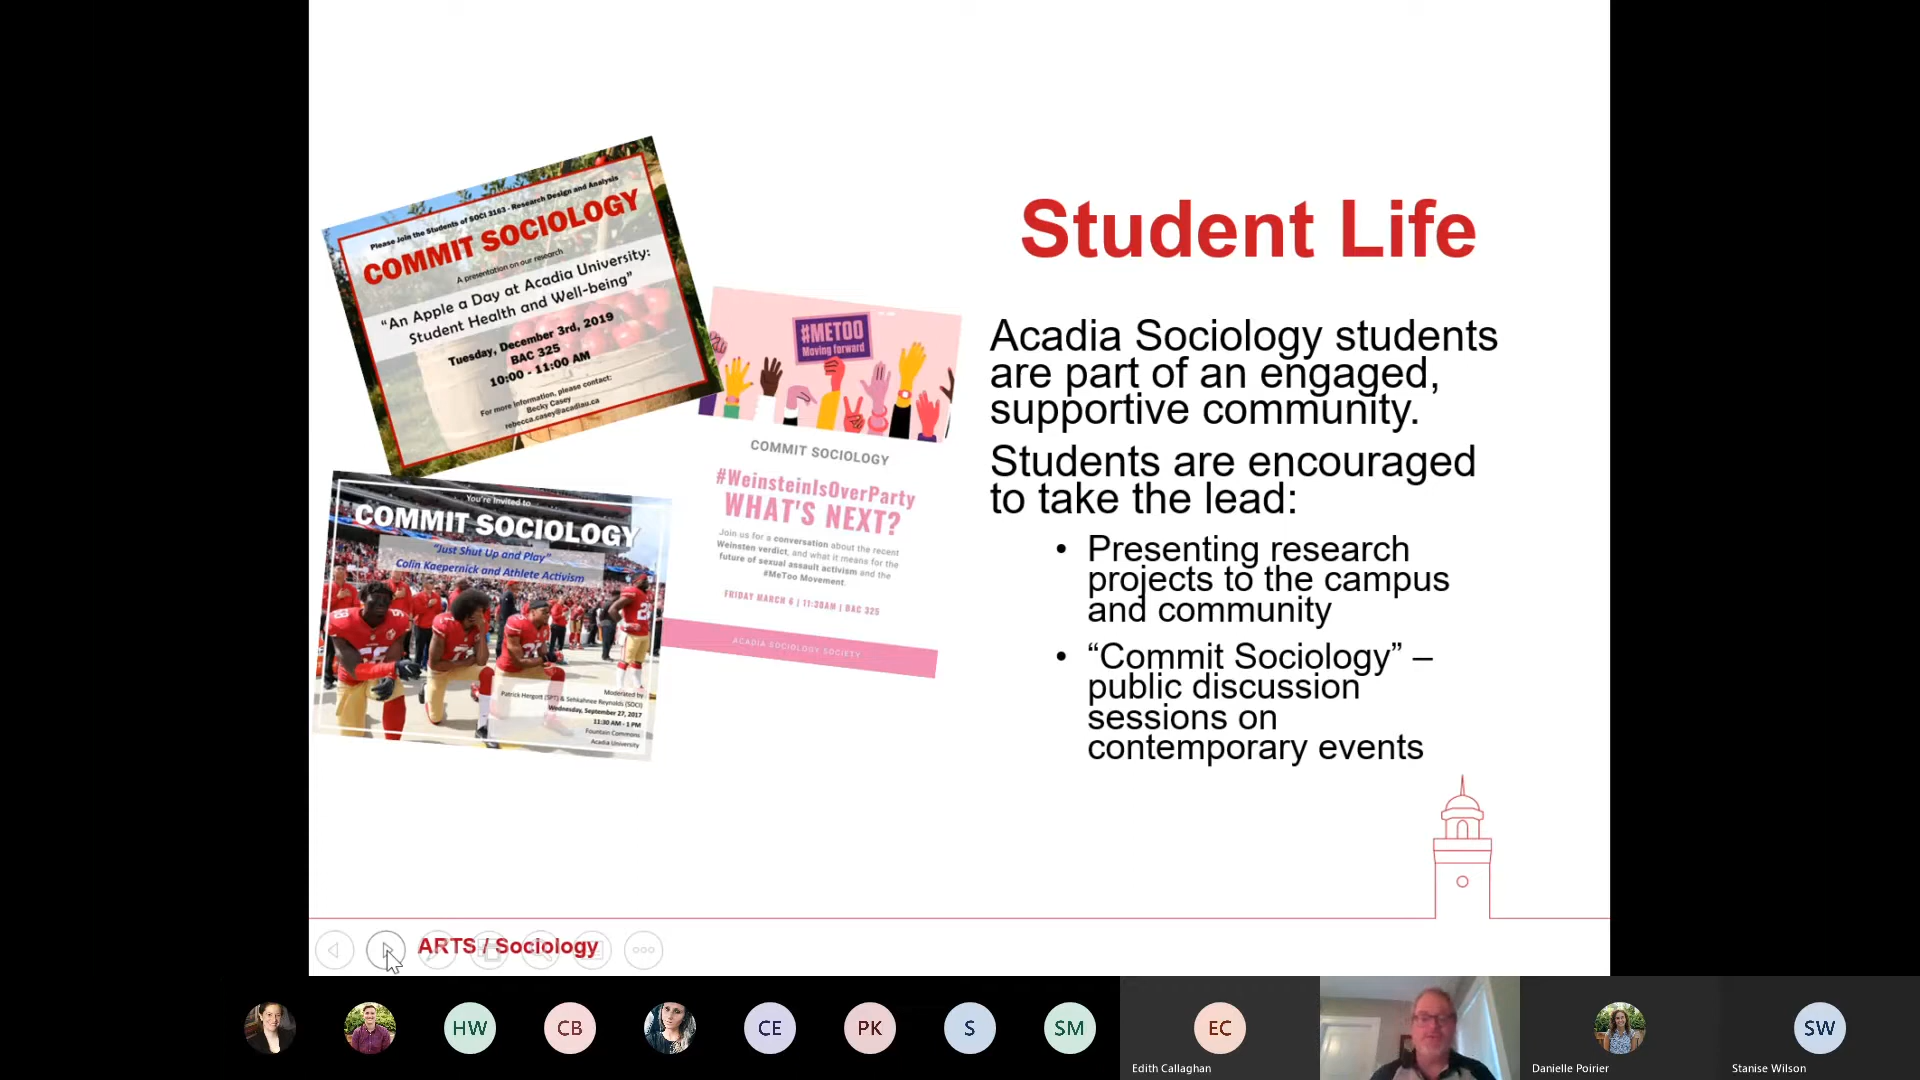 Please Join the Students of SOCI 3163 - Research Design and Analysis
COMMIT SOCIOLOGY
A presentation on our research
"An Apple a Day at Acadia University:
Student Health and Well-being"
Tuesday, December 3rd, 2019
BAC 325
10:00 - 11:00 AM
For more information, please contact:
Becky Casey
rebecca.casey@acadiau.ca
#METOO
Moving forward
COMMIT SOCIOLOGY
#WeinsteinIsOverParty
WHAT'S NEXT?
Join us for a conversation about the recent
Weinsten verdict, and what it means for the
future of sexual assault activism and the
#MeToo Movement.
FRIDAY MARCH 6 | 11:30AM | BAC 325
ACADIA SOCIOLOGY SOCIETY
You're Invited to
COMMIT SOCIOLOGY
"Just Shut Up and Play"
Colin Kaepernick and Athlete Activism
Moderated by
Patrick Hergott (SPT) & Sehkahnee Reynolds (SOCI)
Wednesday, September 27, 2017
11:30 AM - 1 PM
Fountain Commons
Acadia University
Student Life
Acadia Sociology students
are part of an engaged,
supportive community.
Students are encouraged
to take the lead:
• Presenting research
projects to the campus
and community
• “Commit Sociology” –
public discussion
sessions on
contemporary events
ARTS / Sociology
HW
CB
CE
PK
S
SM
EC
SW
Edith Callaghan
Danielle Poirier
Stanise Wilson